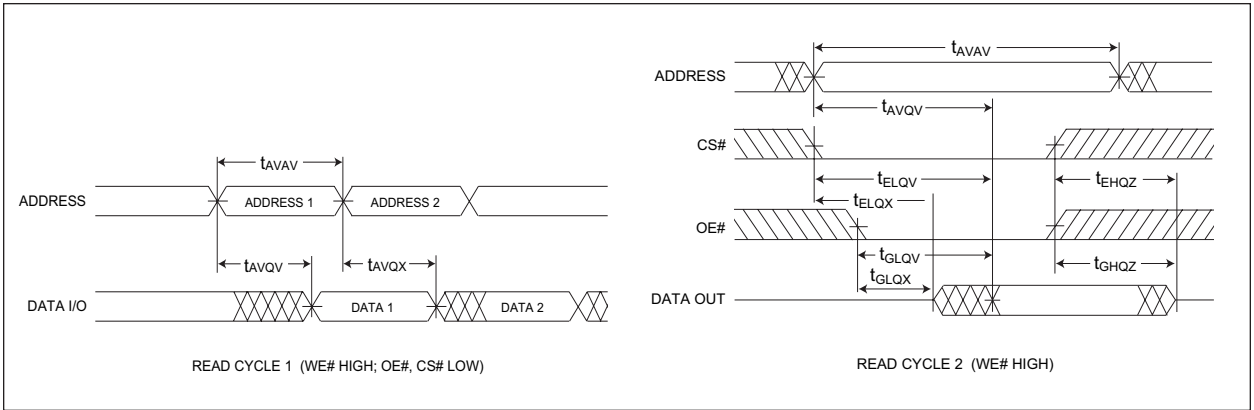 tAVAV
ADDRESS
ADDRESS 1
ADDRESS 2
tAVQV
tAVQX
DATA I/O
DATA 1
DATA 2
READ CYCLE 1 (WE# HIGH; OE#, CS# LOW)
tAVAV
ADDRESS
tAVQV
CS#
tELQV
tEHQZ
tELQX
OE#
tGLQV
tGHQZ
tGLQX
DATA OUT
READ CYCLE 2 (WE# HIGH)